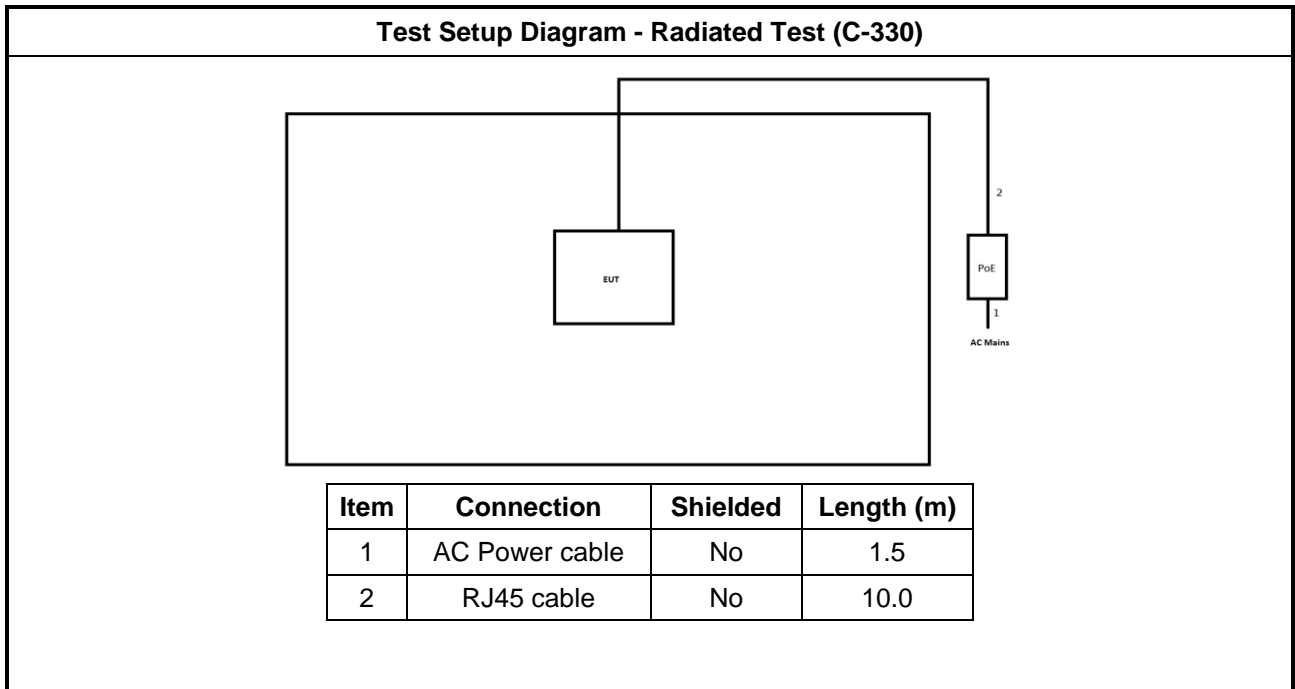 Test Setup Diagram - Radiated Test (C-330)
2
EUT
PoE
1
AC Mains
Item Connection Shielded Length (m)
1 AC Power cable No 1.5
2 RJ45 cable No 10.0